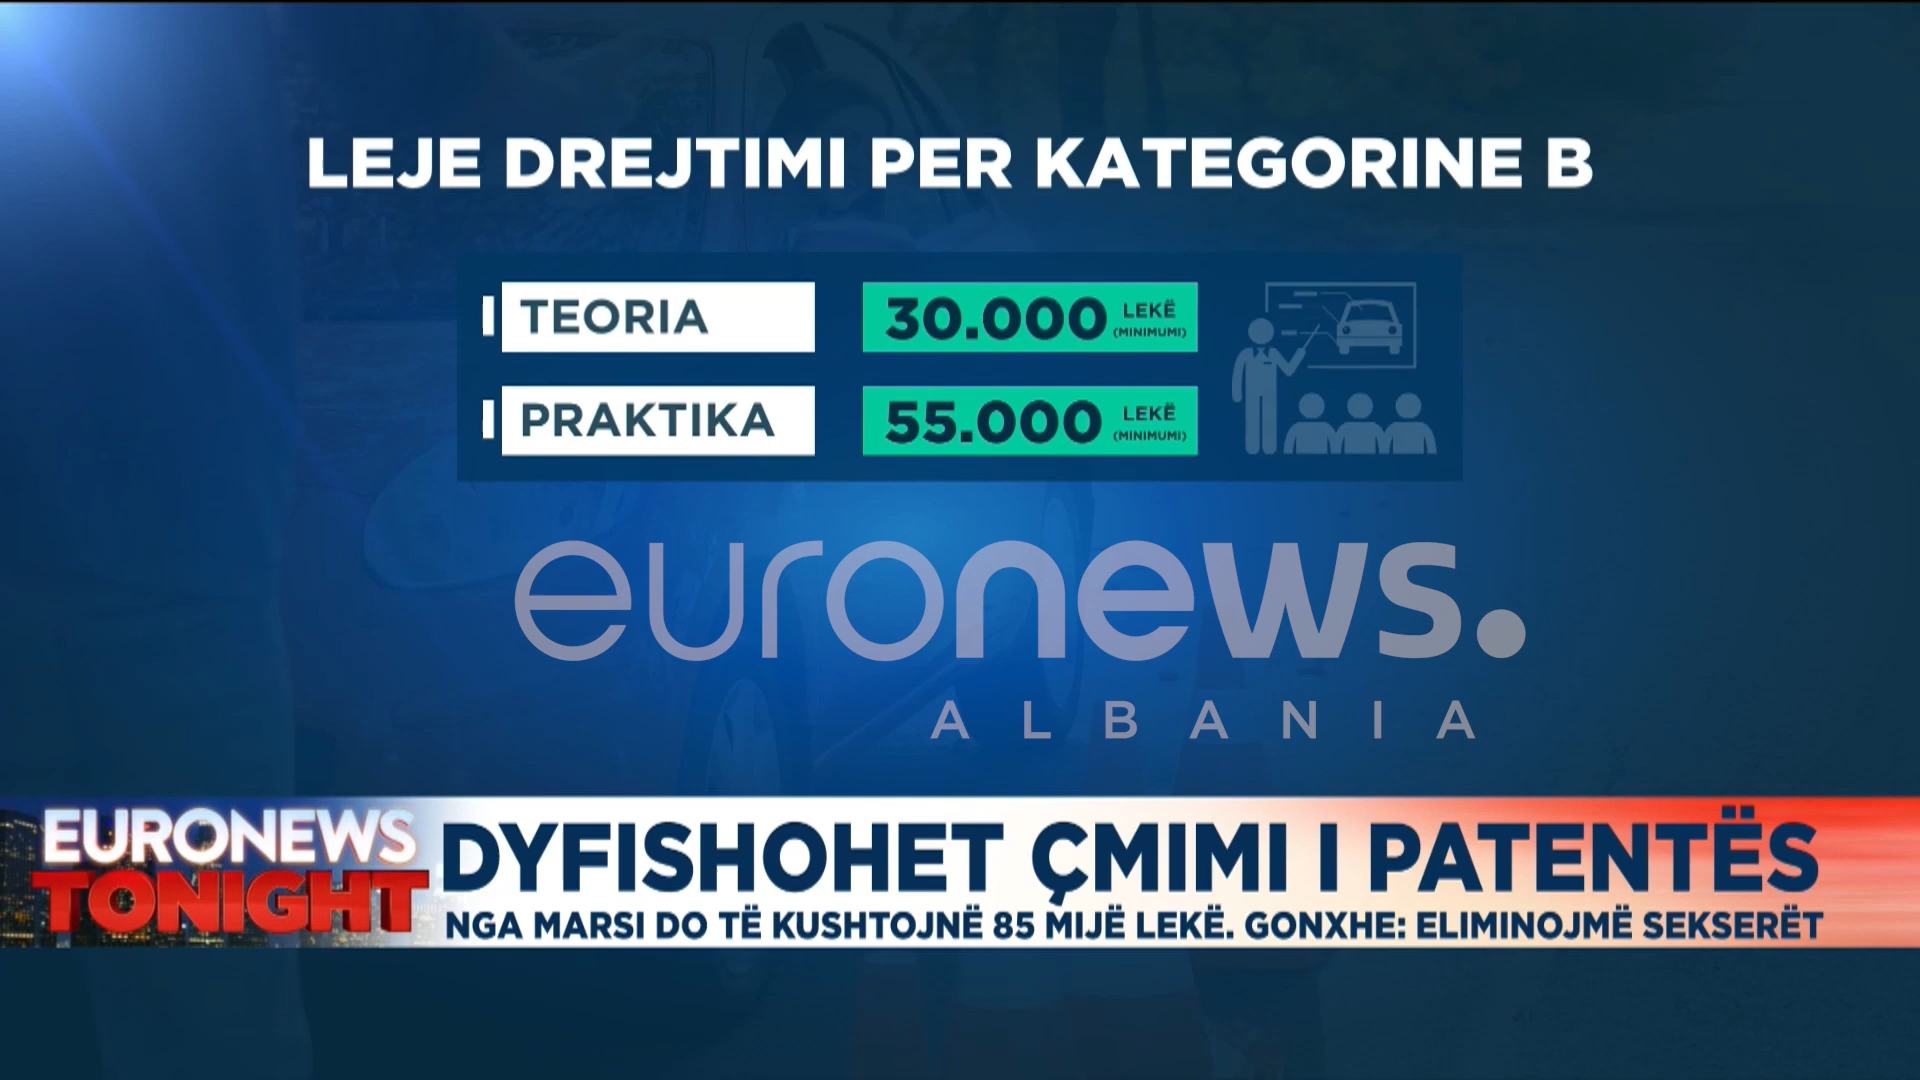 LEJE DREJTIMI PER KATEGORINE B
TEORIA 30.000 LEKË (MINIMUMI)
PRAKTIKA 55.000 LEKË (MINIMUMI)
euronews.
ALBANIA
EURONEWS TONIGHT
DYFISHOHET ÇMIMI I PATENTËS
NGA MARSI DO TË KUSHTOJNË 85 MIJË LEKË. GONXHE: ELIMINOJMË SEKSERËT